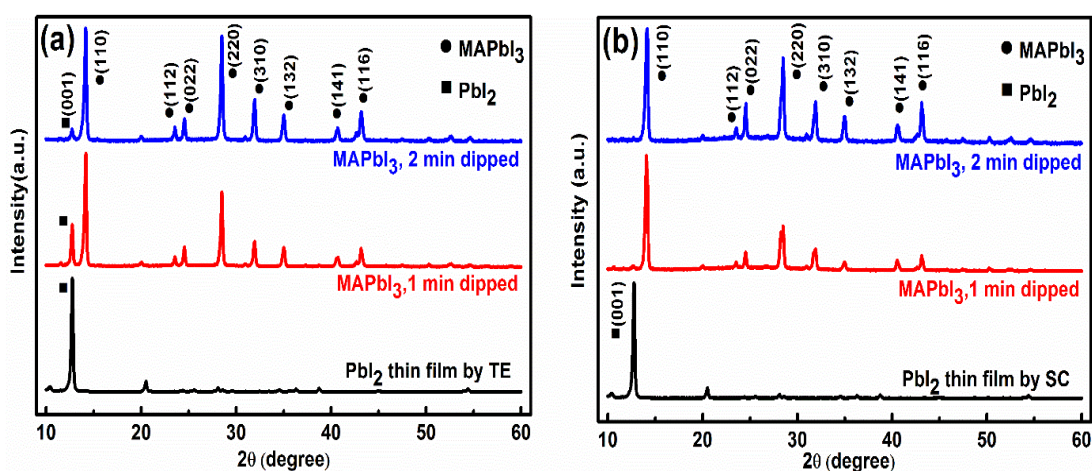 (a)
MAPbI3
PbI2
(001)
(110)
(112)
(022)
(220)
(310)
(132)
(141)
(116)
MAPbI3, 2 min dipped
MAPbI3,1 min dipped
PbI2 thin film by TE
Intensity(a.u.)
10 20 30 40 50 60
2θ (degree)
(b)
MAPbI3
PbI2
(110)
(112)
(022)
(220)
(310)
(132)
(141)
(116)
MAPbI3, 2 min dipped
MAPbI3,1 min dipped
(001)
PbI2 thin film by SC
Intensity (a.u.)
10 20 30 40 50 60
2θ (degree)